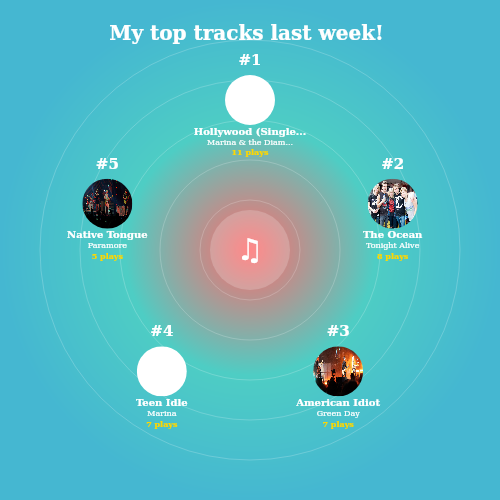 My top tracks last week!
#1
Hollywood (Single...
Marina & the Diam...
11 plays
#2
The Ocean
Tonight Alive
8 plays
#3
American Idiot
Green Day
7 plays
#4
Teen Idle
Marina
7 plays
#5
Native Tongue
Paramore
5 plays